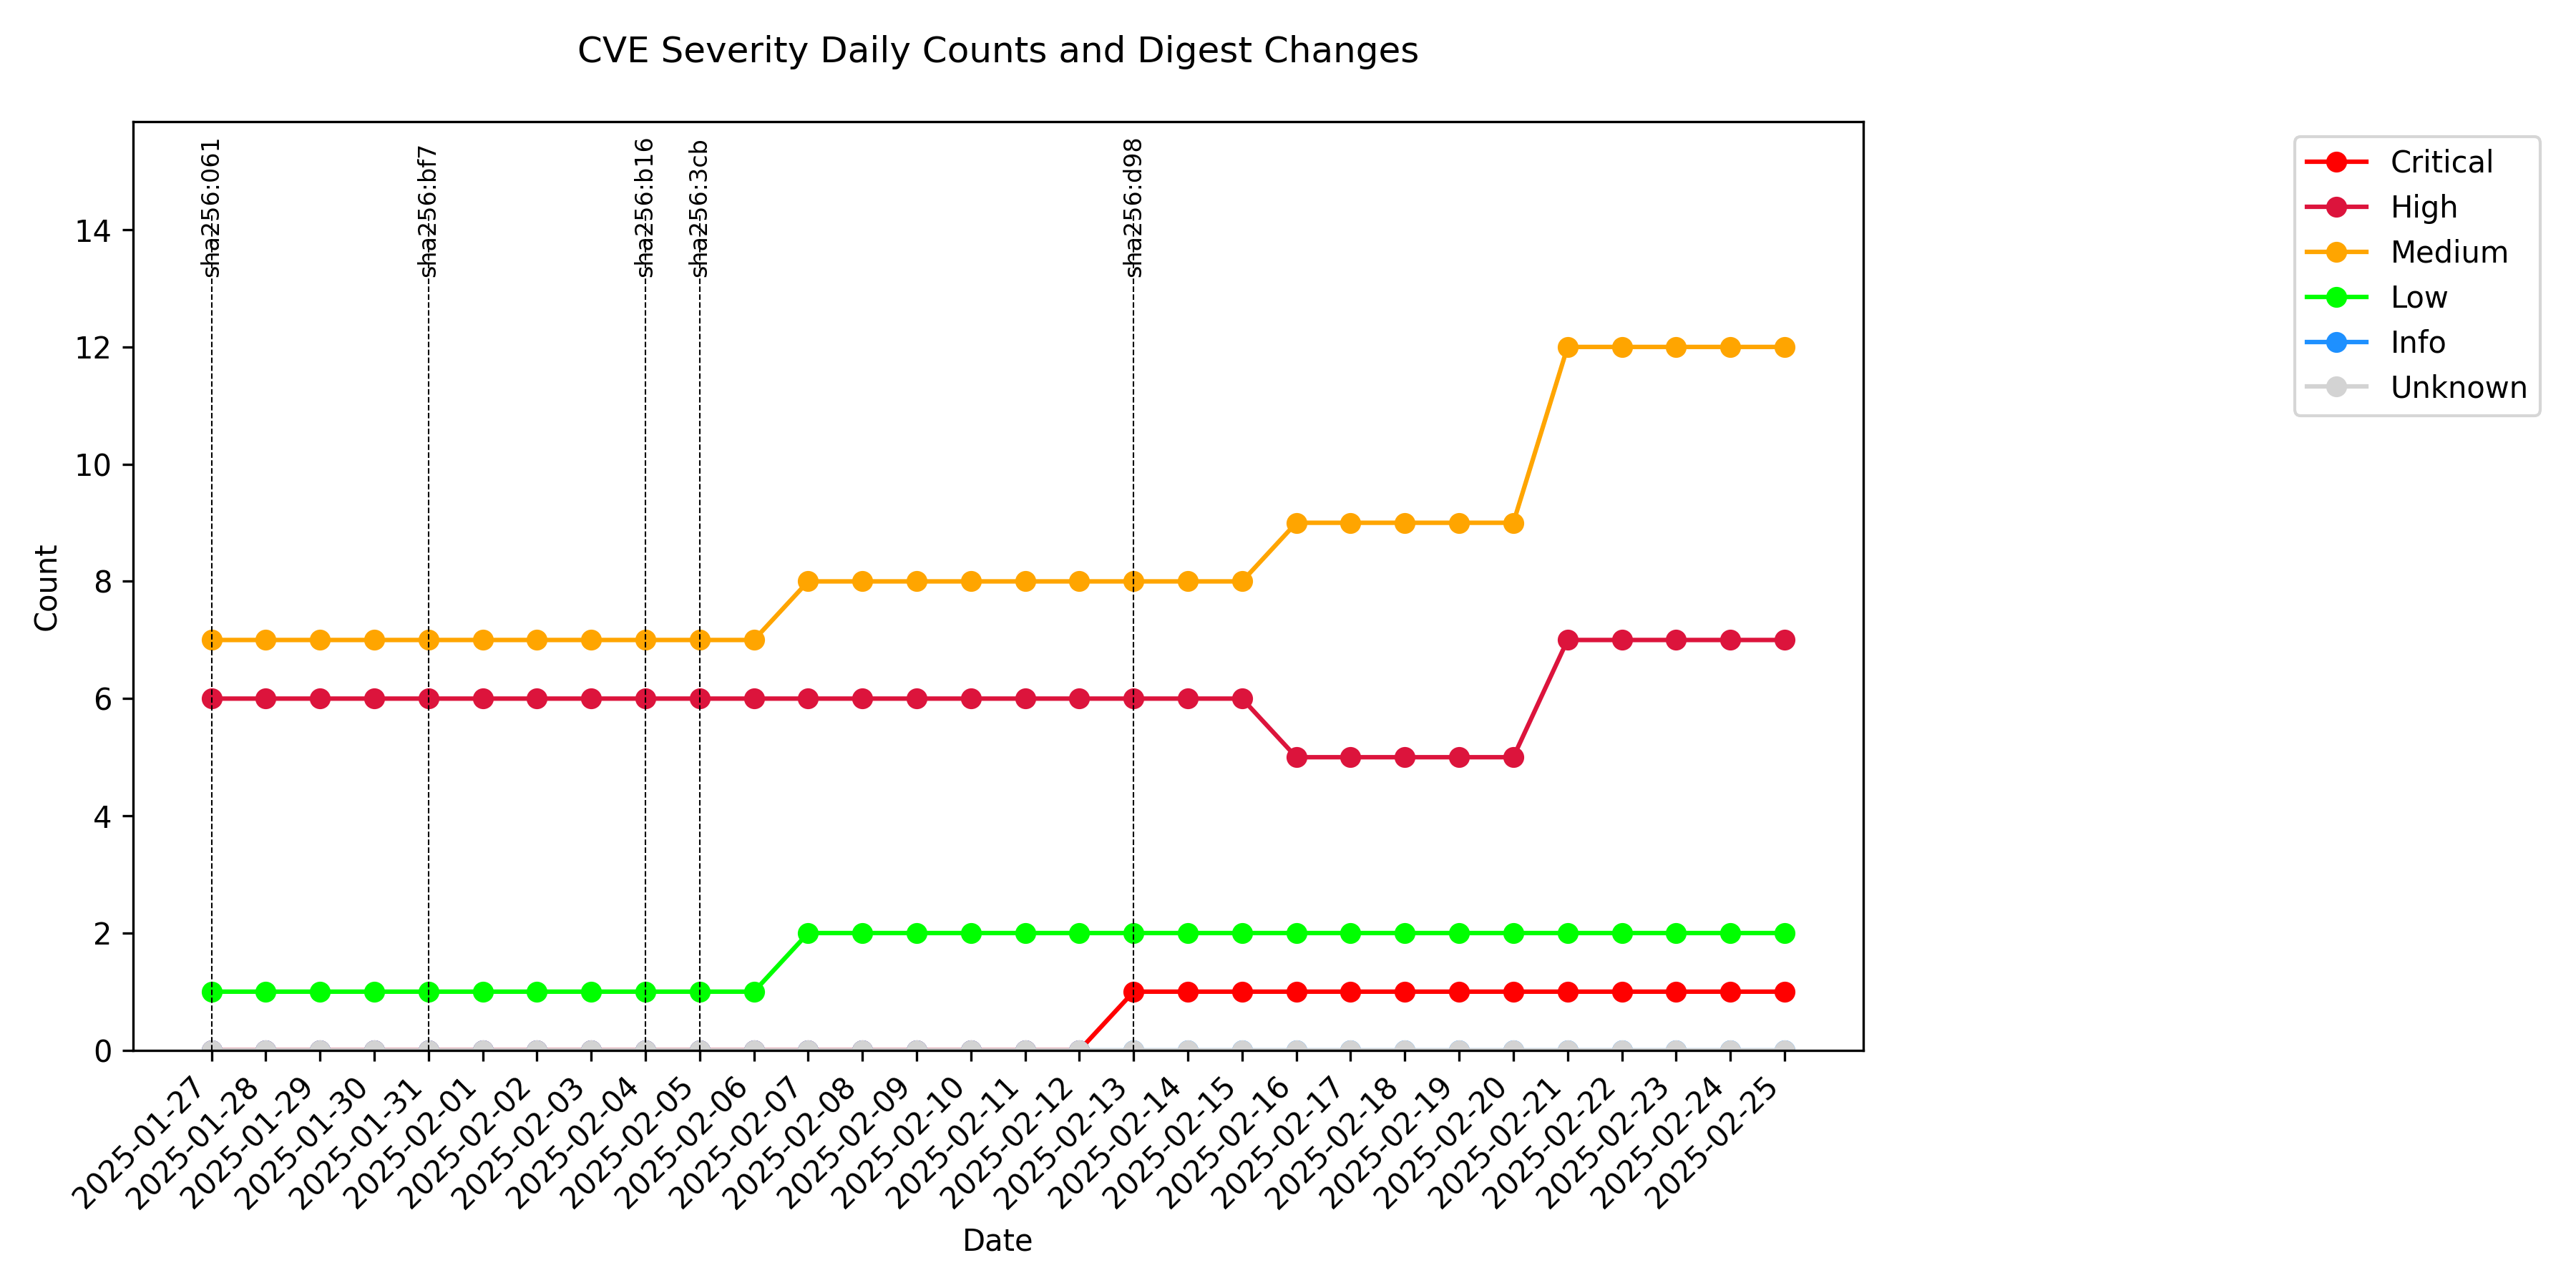 CVE Severity Daily Counts and Digest Changes
sha256:061
sha256:bf7
sha256:b16
sha256:3cb
sha256:d98
Critical
High
Medium
Low
Info
Unknown
Count
14
12
10
8
6
4
2
0
2025-01-27
2025-01-28
2025-01-29
2025-01-30
2025-01-31
2025-02-01
2025-02-02
2025-02-03
2025-02-04
2025-02-05
2025-02-06
2025-02-07
2025-02-08
2025-02-09
2025-02-10
2025-02-11
2025-02-12
2025-02-13
2025-02-14
2025-02-15
2025-02-16
2025-02-17
2025-02-18
2025-02-19
2025-02-20
2025-02-21
2025-02-22
2025-02-23
2025-02-24
2025-02-25
Date